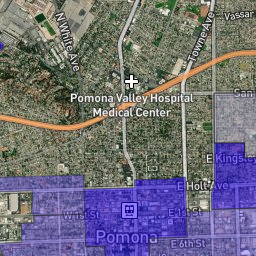 N White Ave
Towne Ave
Vassar
Pomona Valley Hospital
Medical Center
San
E Kingsley
E Holt Ave
W 1st St
E 1st St
Pomona
E 6th St